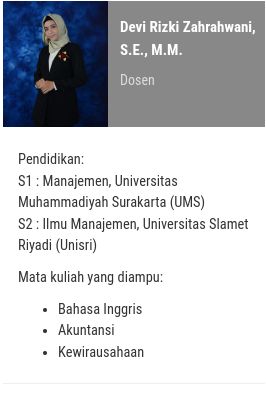 Devi Rizki Zahrahwani,
S.E., M.M.
Dosen
Pendidikan:
S1 : Manajemen, Universitas
Muhammadiyah Surakarta (UMS)
S2 : Ilmu Manajemen, Universitas Slamet
Riyadi (Unisri)
Mata kuliah yang diampu:
• Bahasa Inggris
• Akuntansi
• Kewirausahaan